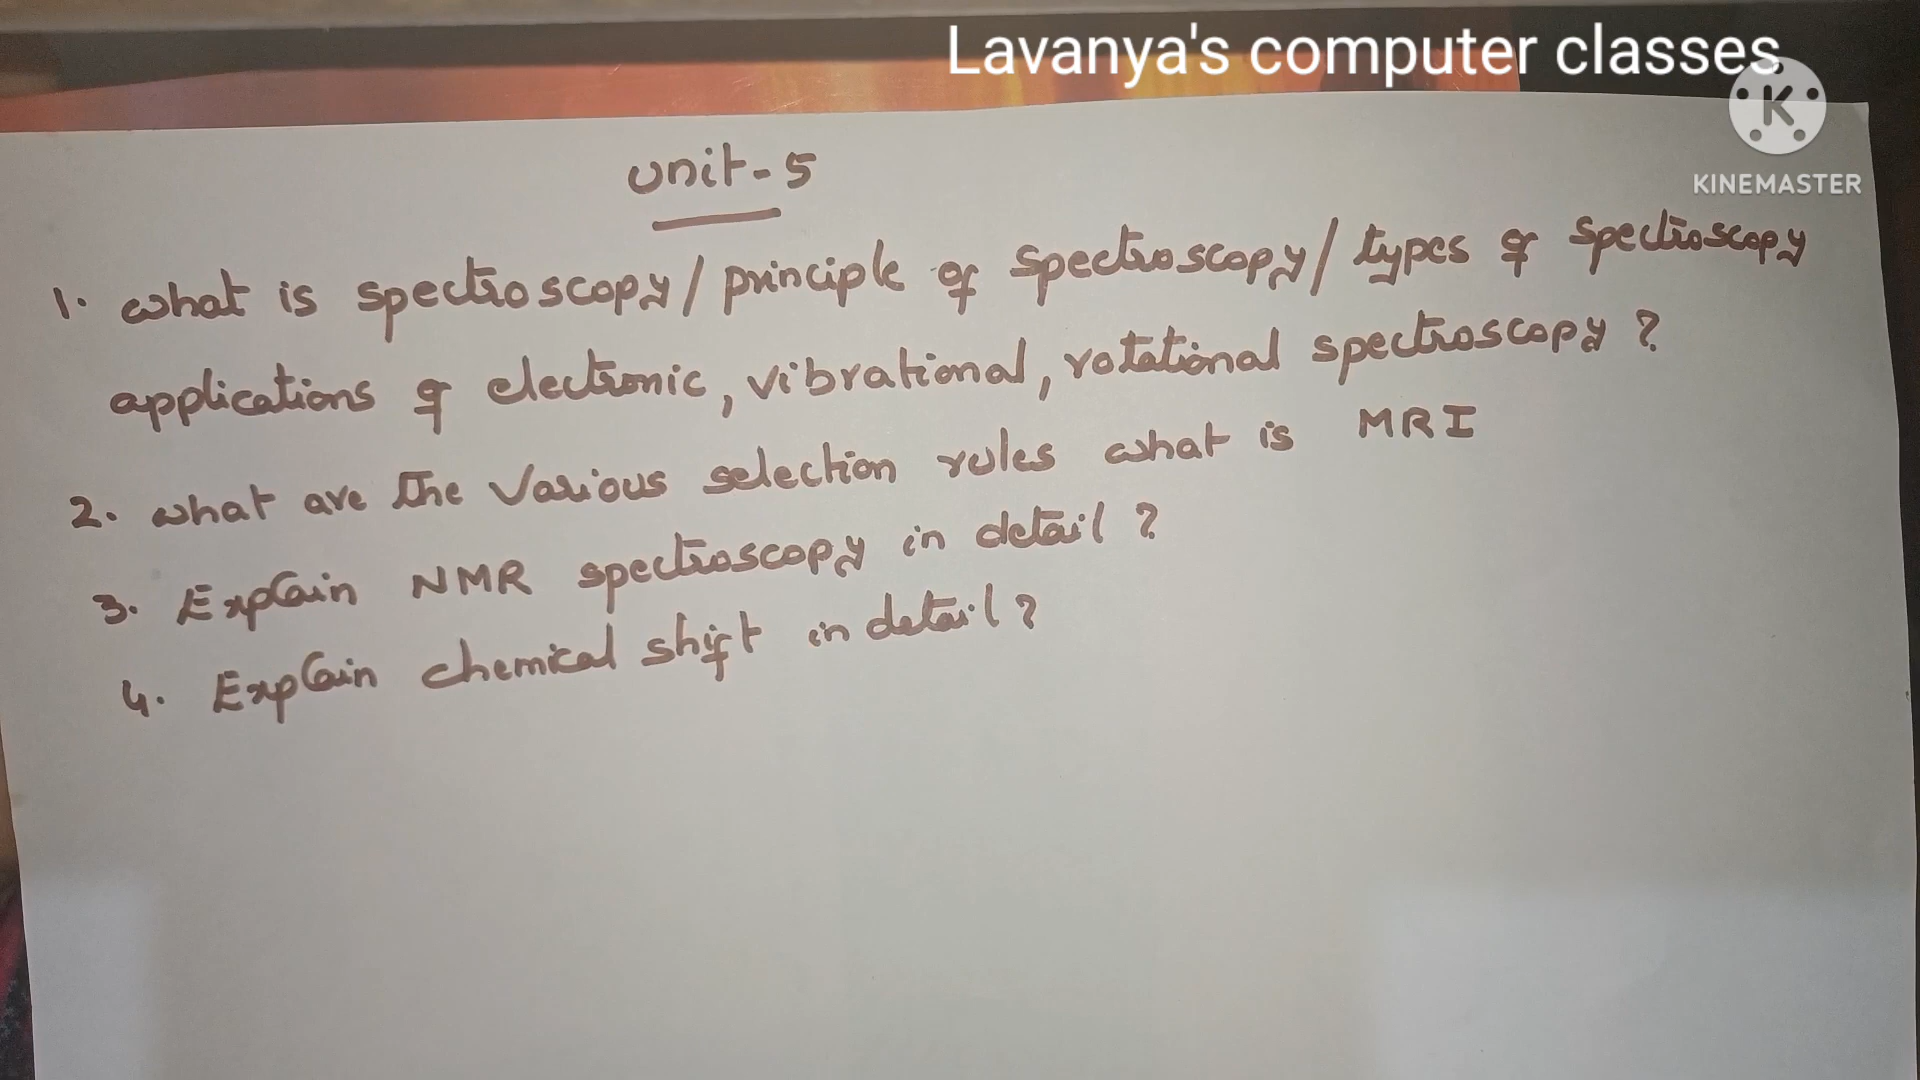 Lavanya's computer classes
KINEMASTER
Unit-5
1. what is spectroscopy/principle of spectroscopy/types of spectroscopy
applications of electronic, vibrational, rotational spectroscopy?
2. what are the various selection rules what is MRI
3. Explain NMR spectroscopy in detail?
4. Explain chemical shift in detail?